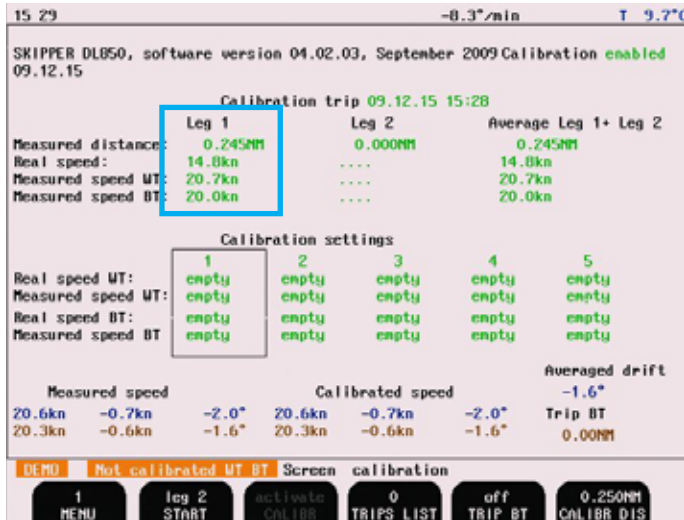 15 29 -8.3°/min T 9.7°C
SKIPPER DL850, software version 04.02.03, September 2009 Calibration enabled
09.12.15
Calibration trip 09.12.15 15:28
Leg 1 Leg 2 Average Leg 1+ Leg 2
Measured distance: 0.245NM 0.000NM 0.245NM
Real speed: 14.8kn .... 14.8kn
Measured speed WT: 20.7kn .... 20.7kn
Measured speed BT: 20.0kn .... 20.0kn
Calibration settings
1 2 3 4 5
Real speed WT: empty empty empty empty empty
Measured speed WT: empty empty empty empty empty
Real speed BT: empty empty empty empty empty
Measured speed BT empty empty empty empty empty
Averaged drift
Measured speed Calibrated speed -1.6°
20.6kn -0.7kn -2.0° 20.6kn -0.7kn -2.0° Trip BT
20.3kn -0.6kn -1.6° 20.3kn -0.6kn -1.6° 0.00NM
DEMO Not calibrated WT BT Screen calibration
1 leg 2 activate 0 off 0.250NM
MENU START CALIBR TRIPS LIST TRIP BT CALIBR DIS